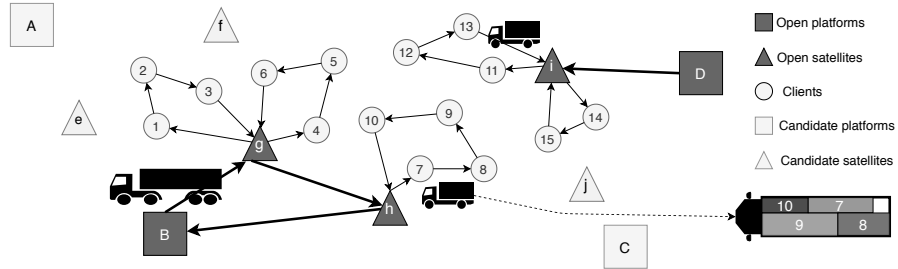 A
f
13
Open platforms
12
i
11
D
Open satellites
2
6
5
3
Clients
e
1
g
4
10
9
14
15
Candidate platforms
7
8
Candidate satellites
j
h
B
C
10 7
9 8